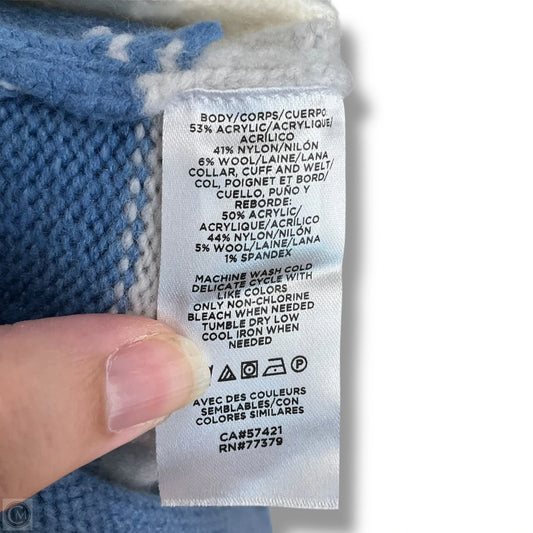 BODY/CORPS/CUERPO
53% ACRYLIC/ACRYLIQUE/
ACRÍLICO
41% NYLON/NILÓN
6% WOOL/LAINE/LANA
COLLAR, CUFF AND WELT/
COL, POIGNET ET BORD/
CUELLO, PUÑO Y
REBORDE:
50% ACRYLIC/
ACRYLIQUE/ACRÍLICO
44% NYLON/NILÓN
5% WOOL/LAINE/LANA
1% SPANDEX
MACHINE WASH COLD
DELICATE CYCLE WITH
LIKE COLORS
ONLY NON-CHLORINE
BLEACH WHEN NEEDED
TUMBLE DRY LOW
COOL IRON WHEN
NEEDED
P
AVEC DES COULEURS
SEMBLABLES/CON
COLORES SIMILARES
CA#57421
RN#77379
M